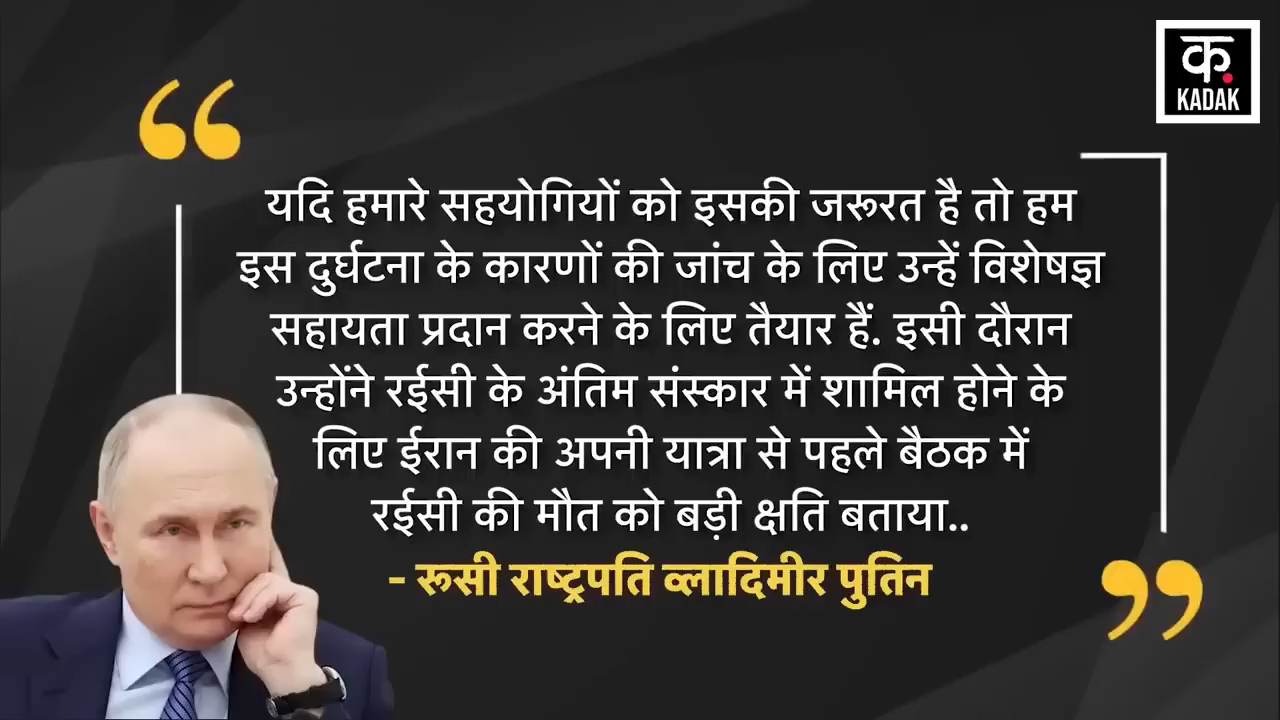 क
KADAK
यदि हमारे सहयोगियों को इसकी जरूरत है तो हम
इस दुर्घटना के कारणों की जांच के लिए उन्हें विशेषज्ञ
सहायता प्रदान करने के लिए तैयार हैं. इसी दौरान
उन्होंने रईसी के अंतिम संस्कार में शामिल होने के
लिए ईरान की अपनी यात्रा से पहले बैठक में
रईसी की मौत को बड़ी क्षति बताया..
- रूसी राष्ट्रपति व्लादिमीर पुतिन